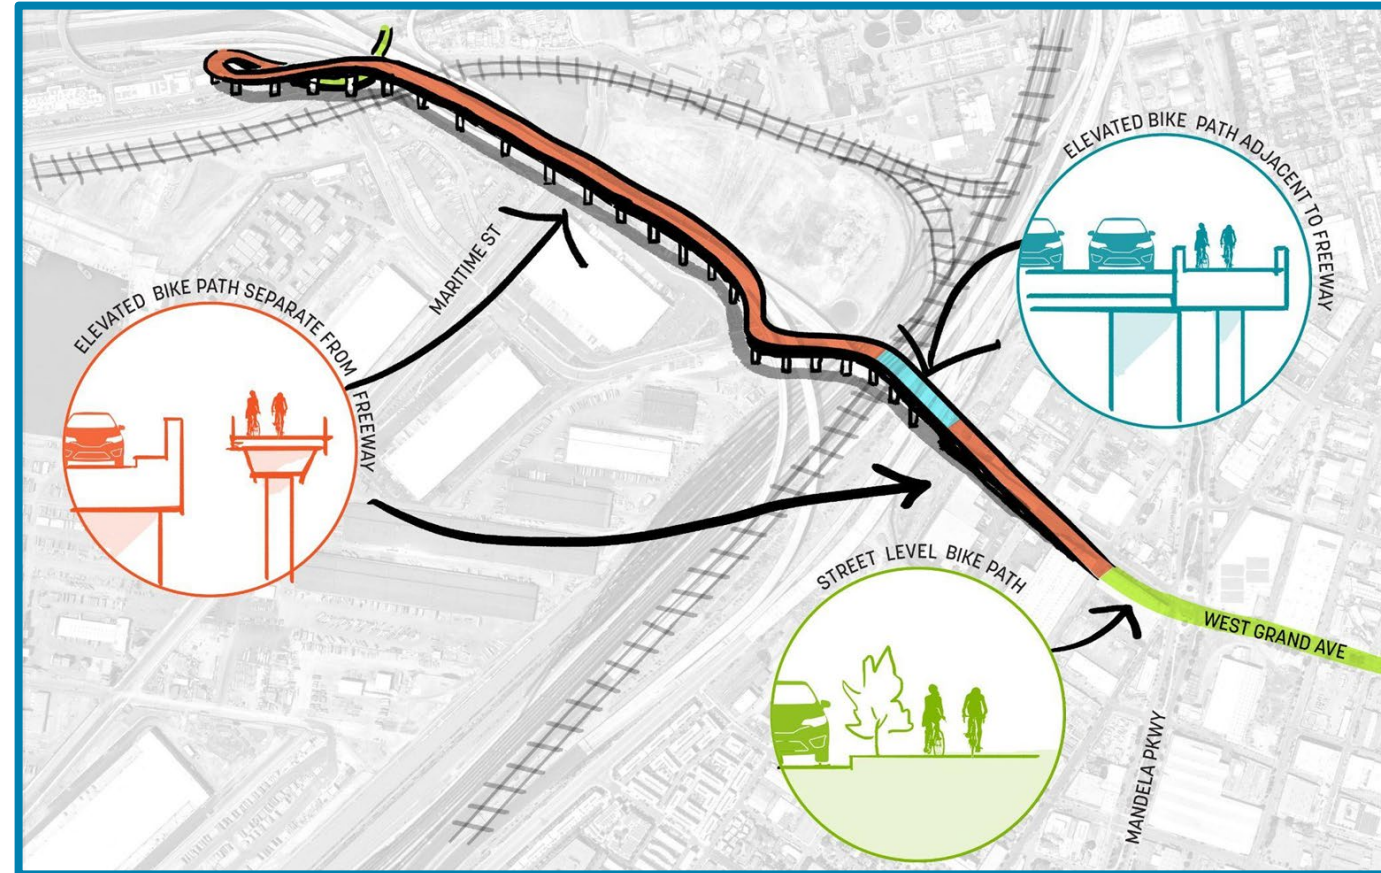 ELEVATED BIKE PATH SEPARATE FROM FREEWAY
MARITIME ST
ELEVATED BIKE PATH ADJACENT TO FREEWAY
STREET LEVEL BIKE PATH
WEST GRAND AVE
MANDELA PKWY